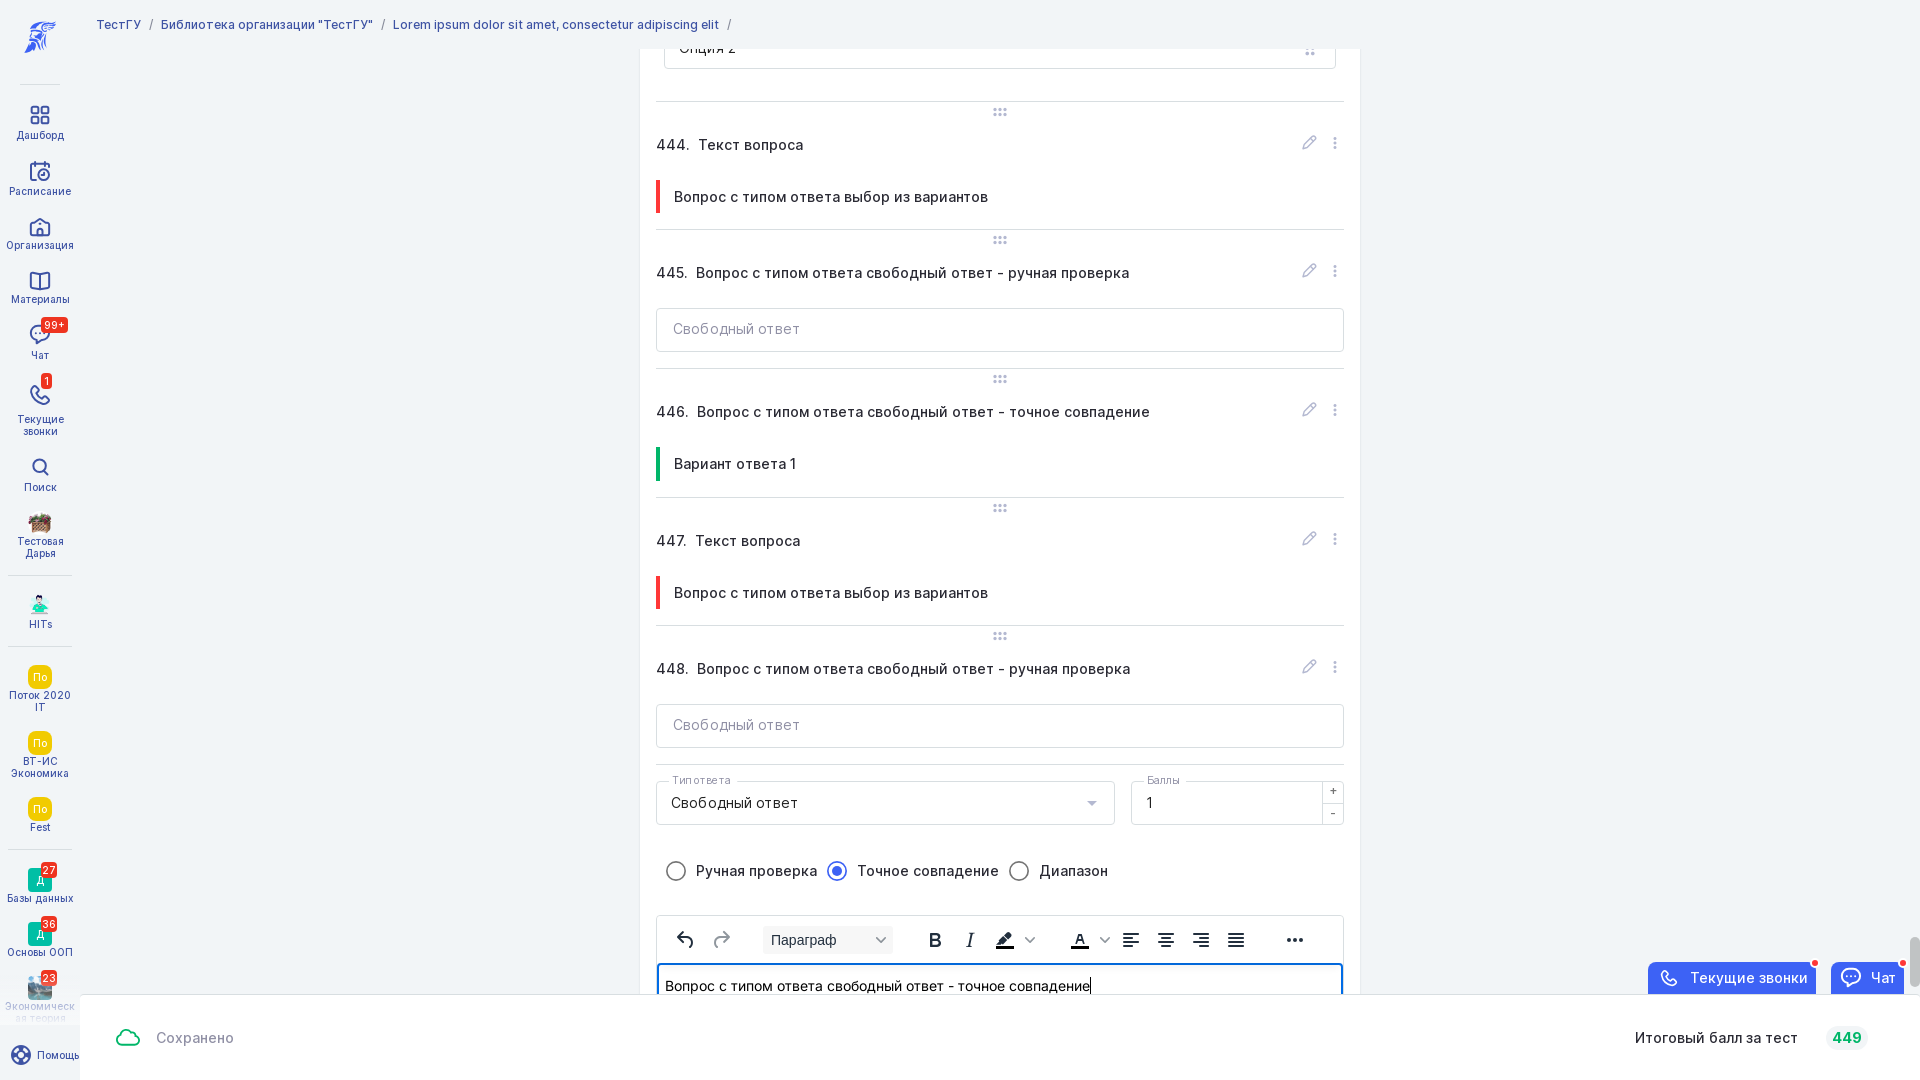 ТестГУ / Библиотека организации "ТестГУ" / Lorem ipsum dolor sit amet, consectetur adipiscing elit /
Дашборд
Расписание
Организация
Материалы
99+
Чат
1
Текущие
звонки
Поиск
Тестовая
Дарья
HITs
По
Поток 2020
IT
По
ВТ-ИС
Экономика
По
Fest
27
Д
Базы данных
36
Д
Основы ООП
23
Экономическ
ая теория
Помощь
Опция 2
444. Текст вопроса
Вопрос с типом ответа выбор из вариантов
445. Вопрос с типом ответа свободный ответ - ручная проверка
Свободный ответ
446. Вопрос с типом ответа свободный ответ - точное совпадение
Вариант ответа 1
447. Текст вопроса
Вопрос с типом ответа выбор из вариантов
448. Вопрос с типом ответа свободный ответ - ручная проверка
Свободный ответ
Тип ответа
Свободный ответ
Баллы
1
+
-
Ручная проверка Точное совпадение Диапазон
Параграф B I A
Вопрос с типом ответа свободный ответ - точное совпадение
Текущие звонки
Чат
Сохранено
Итоговый балл за тест 449